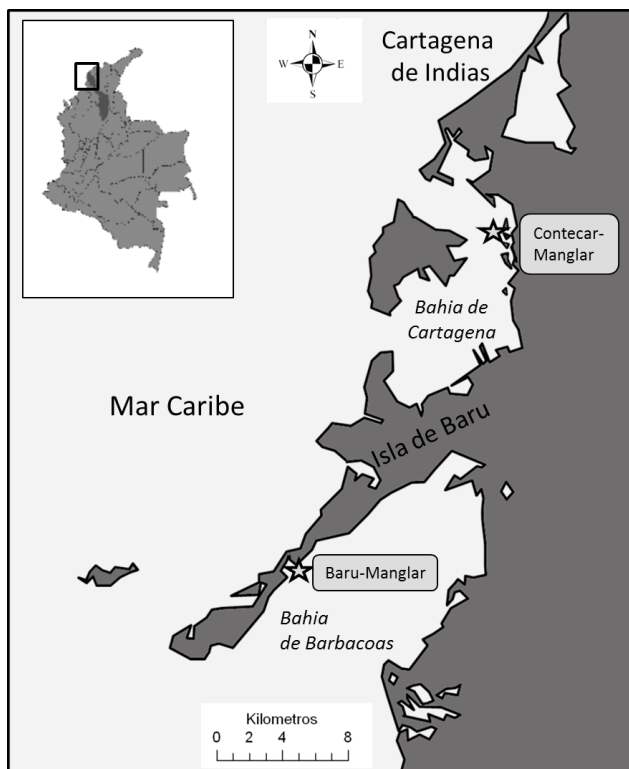 Cartagena
de Indias
N
W
E
S
Contecar-
Manglar
Bahia de
Cartagena
Mar Caribe
Isla de Baru
Baru-Manglar
Bahia
de Barbacoas
Kilometros
0 2 4 8